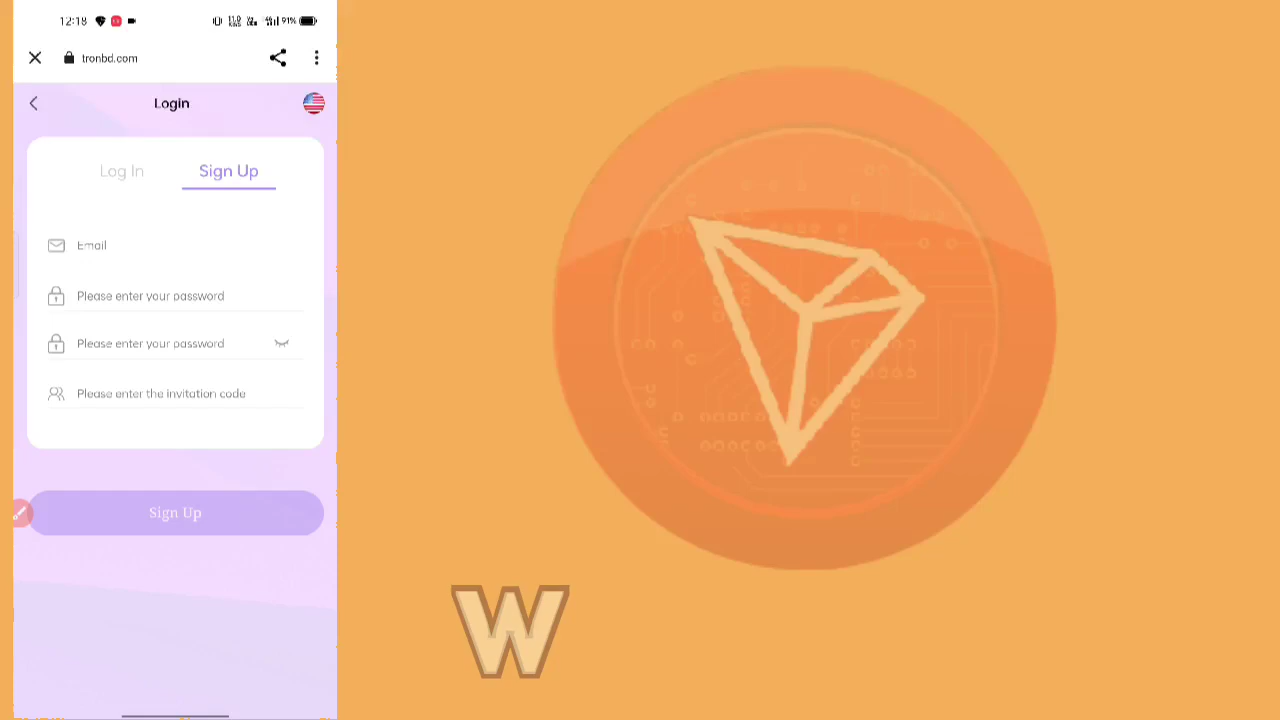 12:18 91%
tronbd.com
Login
Log In Sign Up
Email
Please enter your password
Please enter your password
Please enter the invitation code
Sign Up
W